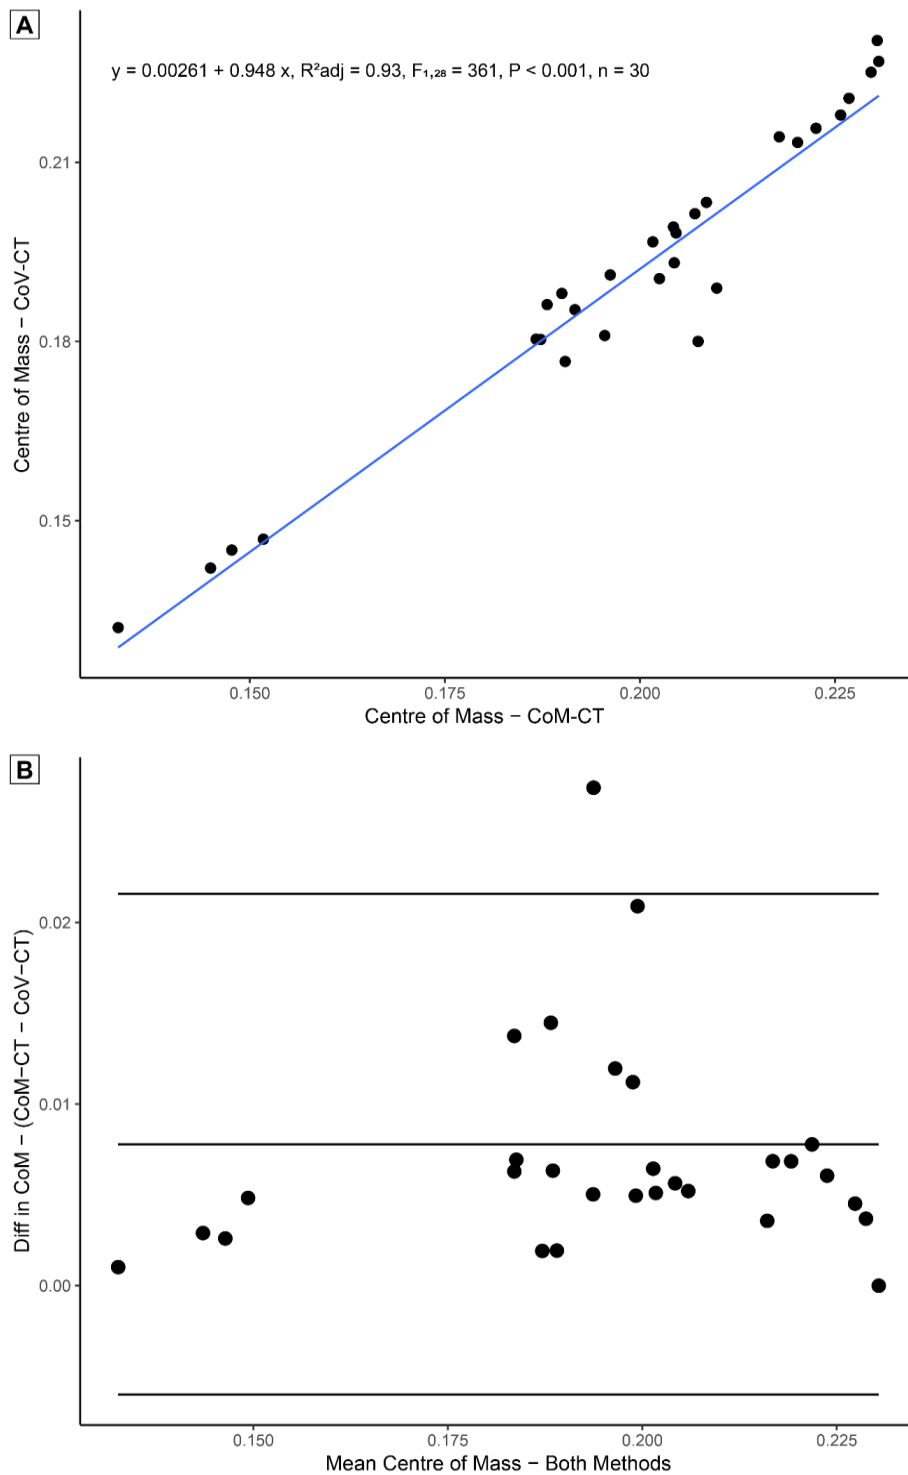 A
y = 0.00261 + 0.948 x, R²adj = 0.93, F₁,₂₈ = 361, P < 0.001, n = 30
0.21
0.18
0.15
Centre of Mass − CoV-CT
0.150 0.175 0.200 0.225
Centre of Mass − CoM-CT
B
0.02
0.01
0.00
Diff in CoM − (CoM−CT − CoV−CT)
0.150 0.175 0.200 0.225
Mean Centre of Mass − Both Methods